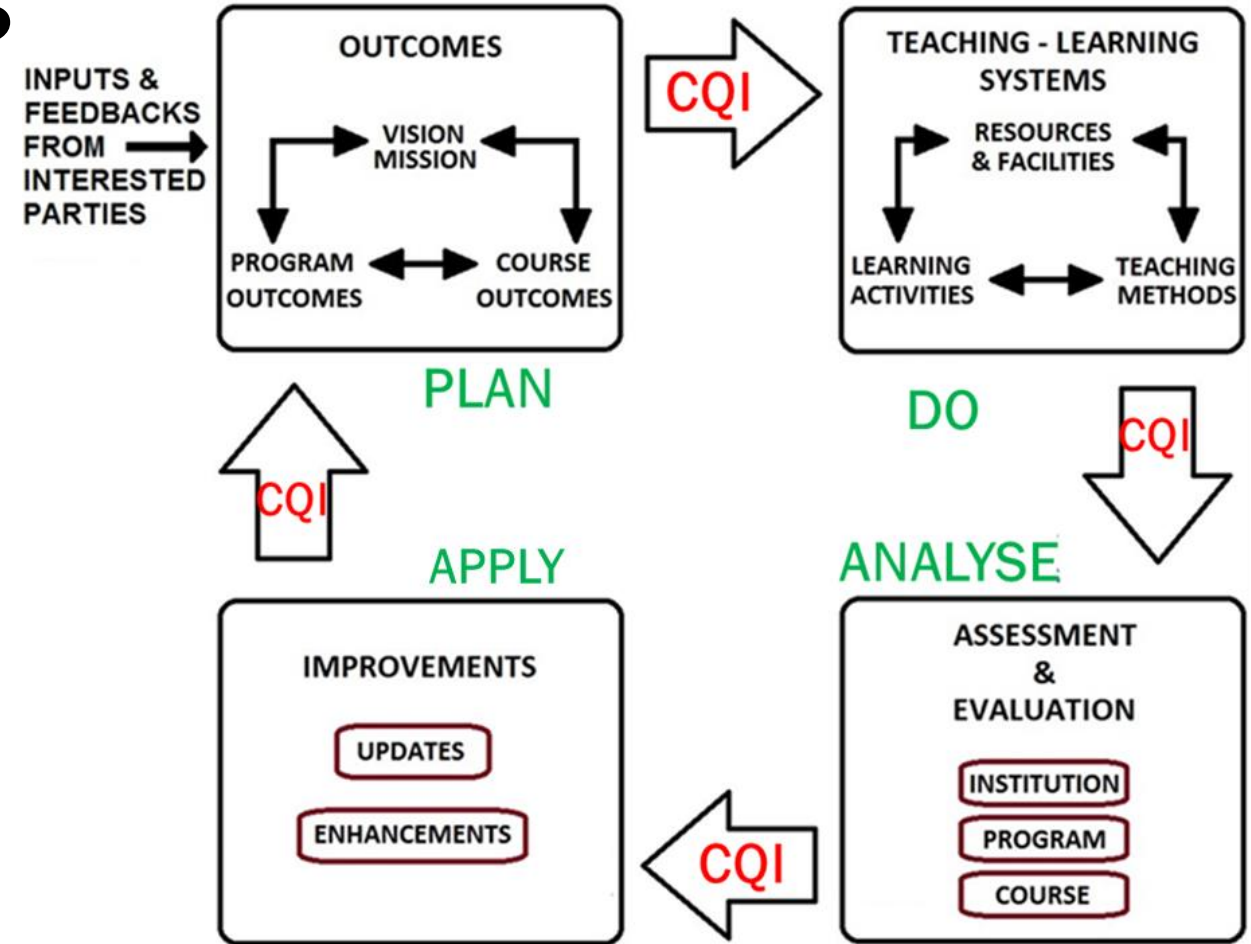 INPUTS &
FEEDBACKS
FROM
INTERESTED
PARTIES
OUTCOMES
VISION
MISSION
PROGRAM
OUTCOMES
COURSE
OUTCOMES
PLAN
CQI
TEACHING - LEARNING
SYSTEMS
RESOURCES
& FACILITIES
LEARNING
ACTIVITIES
TEACHING
METHODS
DO
CQI
ANALYSE
ASSESSMENT
&
EVALUATION
INSTITUTION
PROGRAM
COURSE
CQI
APPLY
IMPROVEMENTS
UPDATES
ENHANCEMENTS
CQI